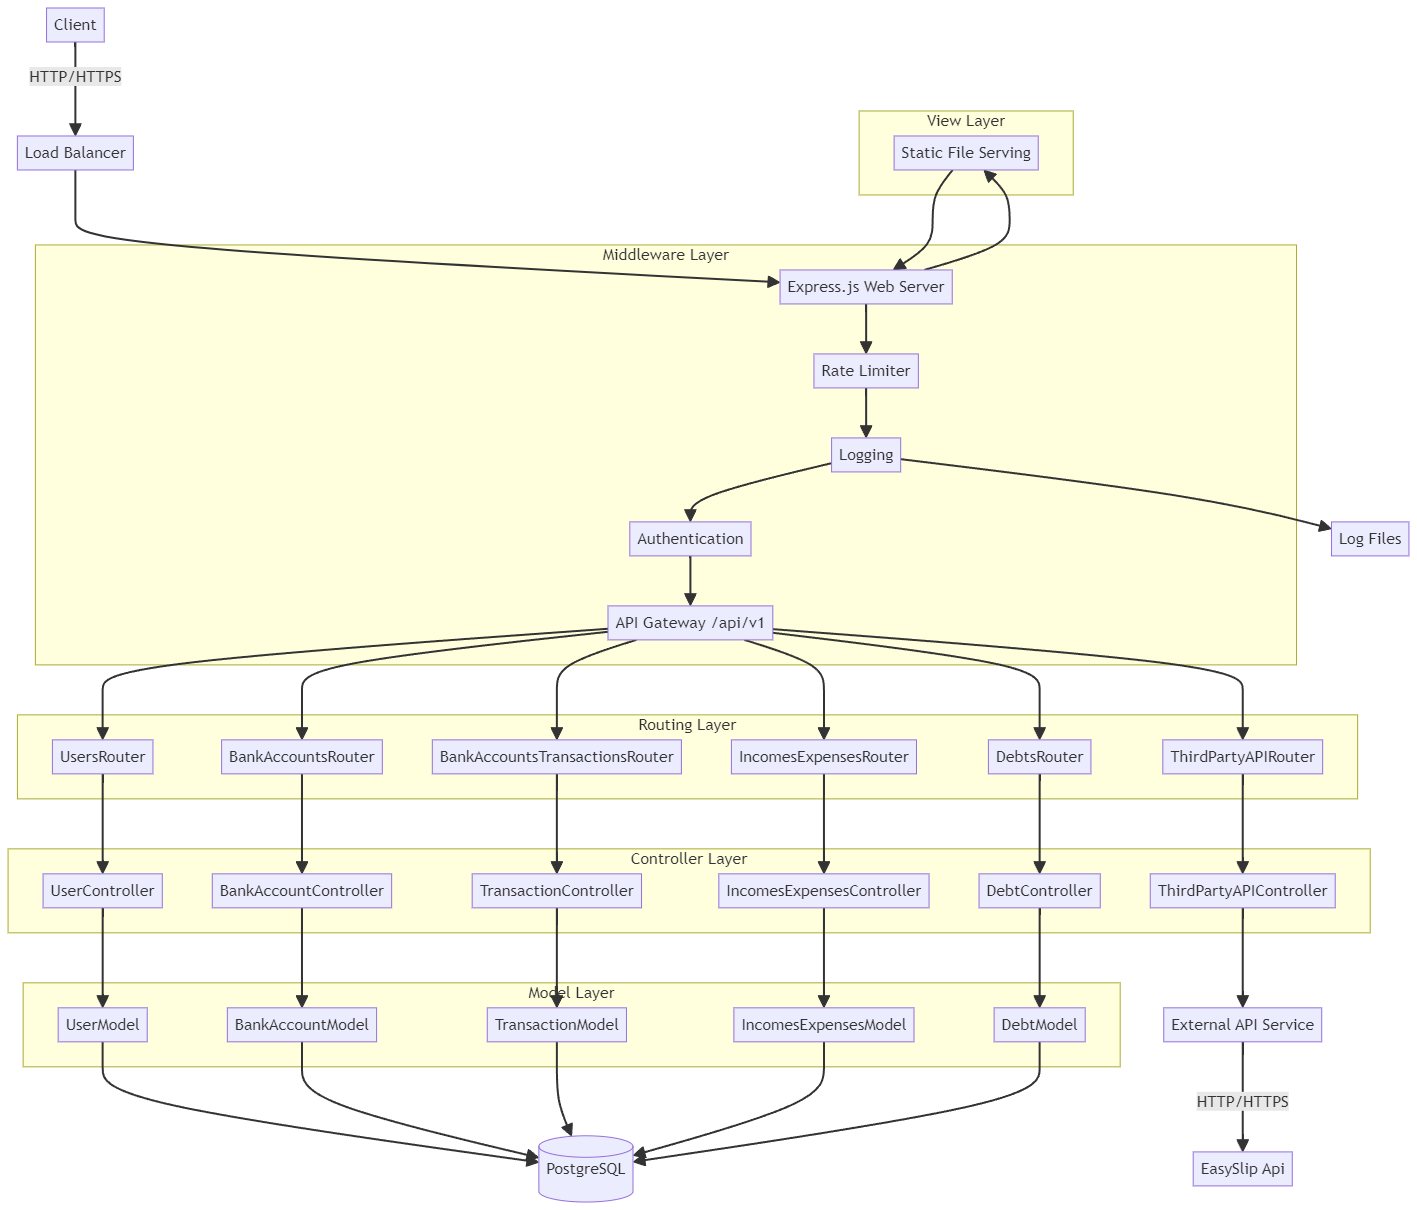 Client
HTTP/HTTPS
Load Balancer
View Layer
Static File Serving
Middleware Layer
Express.js Web Server
Rate Limiter
Logging
Authentication
Log Files
API Gateway /api/v1
Routing Layer
UsersRouter
BankAccountsRouter
BankAccountsTransactionsRouter
IncomesExpensesRouter
DebtsRouter
ThirdPartyAPIRouter
Controller Layer
UserController
BankAccountController
TransactionController
IncomesExpensesController
DebtController
ThirdPartyAPIController
Model Layer
UserModel
BankAccountModel
TransactionModel
IncomesExpensesModel
DebtModel
External API Service
HTTP/HTTPS
PostgreSQL
EasySlip Api